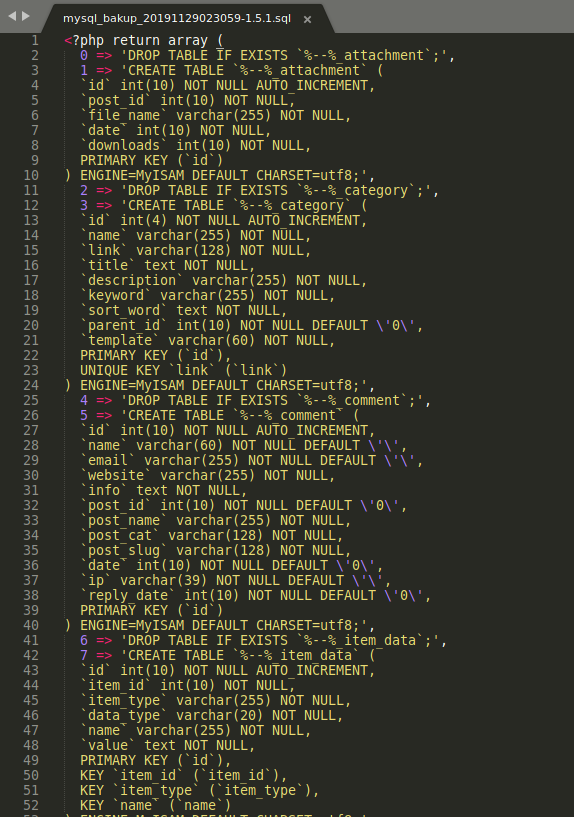 mysql_bakup_20191129023059-1.5.1.sql ×
1 <?php return array (
2 0 => 'DROP TABLE IF EXISTS `%--%_attachment`;',
3 1 => 'CREATE TABLE `%--%_attachment` (
4 `id` int(10) NOT NULL AUTO_INCREMENT,
5 `post_id` int(10) NOT NULL,
6 `file_name` varchar(255) NOT NULL,
7 `date` int(10) NOT NULL,
8 `downloads` int(10) NOT NULL,
9 PRIMARY KEY (`id`)
10 ) ENGINE=MyISAM DEFAULT CHARSET=utf8;',
11 2 => 'DROP TABLE IF EXISTS `%--%_category`;',
12 3 => 'CREATE TABLE `%--%_category` (
13 `id` int(4) NOT NULL AUTO_INCREMENT,
14 `name` varchar(255) NOT NULL,
15 `link` varchar(128) NOT NULL,
16 `title` text NOT NULL,
17 `description` varchar(255) NOT NULL,
18 `keyword` varchar(255) NOT NULL,
19 `sort_word` text NOT NULL,
20 `parent_id` int(10) NOT NULL DEFAULT \'0\',
21 `template` varchar(60) NOT NULL,
22 PRIMARY KEY (`id`),
23 UNIQUE KEY `link` (`link`)
24 ) ENGINE=MyISAM DEFAULT CHARSET=utf8;',
25 4 => 'DROP TABLE IF EXISTS `%--%_comment`;',
26 5 => 'CREATE TABLE `%--%_comment` (
27 `id` int(10) NOT NULL AUTO_INCREMENT,
28 `name` varchar(60) NOT NULL DEFAULT \'\',
29 `email` varchar(255) NOT NULL DEFAULT \'\',
30 `website` varchar(255) NOT NULL,
31 `info` text NOT NULL,
32 `post_id` int(10) NOT NULL DEFAULT \'0\',
33 `post_name` varchar(255) NOT NULL,
34 `post_cat` varchar(128) NOT NULL,
35 `post_slug` varchar(128) NOT NULL,
36 `date` int(10) NOT NULL DEFAULT \'0\',
37 `ip` varchar(39) NOT NULL DEFAULT \'\',
38 `reply_date` int(10) NOT NULL DEFAULT \'0\',
39 PRIMARY KEY (`id`)
40 ) ENGINE=MyISAM DEFAULT CHARSET=utf8;',
41 6 => 'DROP TABLE IF EXISTS `%--%_item_data`;',
42 7 => 'CREATE TABLE `%--%_item_data` (
43 `id` int(10) NOT NULL AUTO_INCREMENT,
44 `item_id` int(10) NOT NULL,
45 `item_type` varchar(255) NOT NULL,
46 `data_type` varchar(20) NOT NULL,
47 `name` varchar(255) NOT NULL,
48 `value` text NOT NULL,
49 PRIMARY KEY (`id`),
50 KEY `item_id` (`item_id`),
51 KEY `item_type` (`item_type`),
52 KEY `name` (`name`)